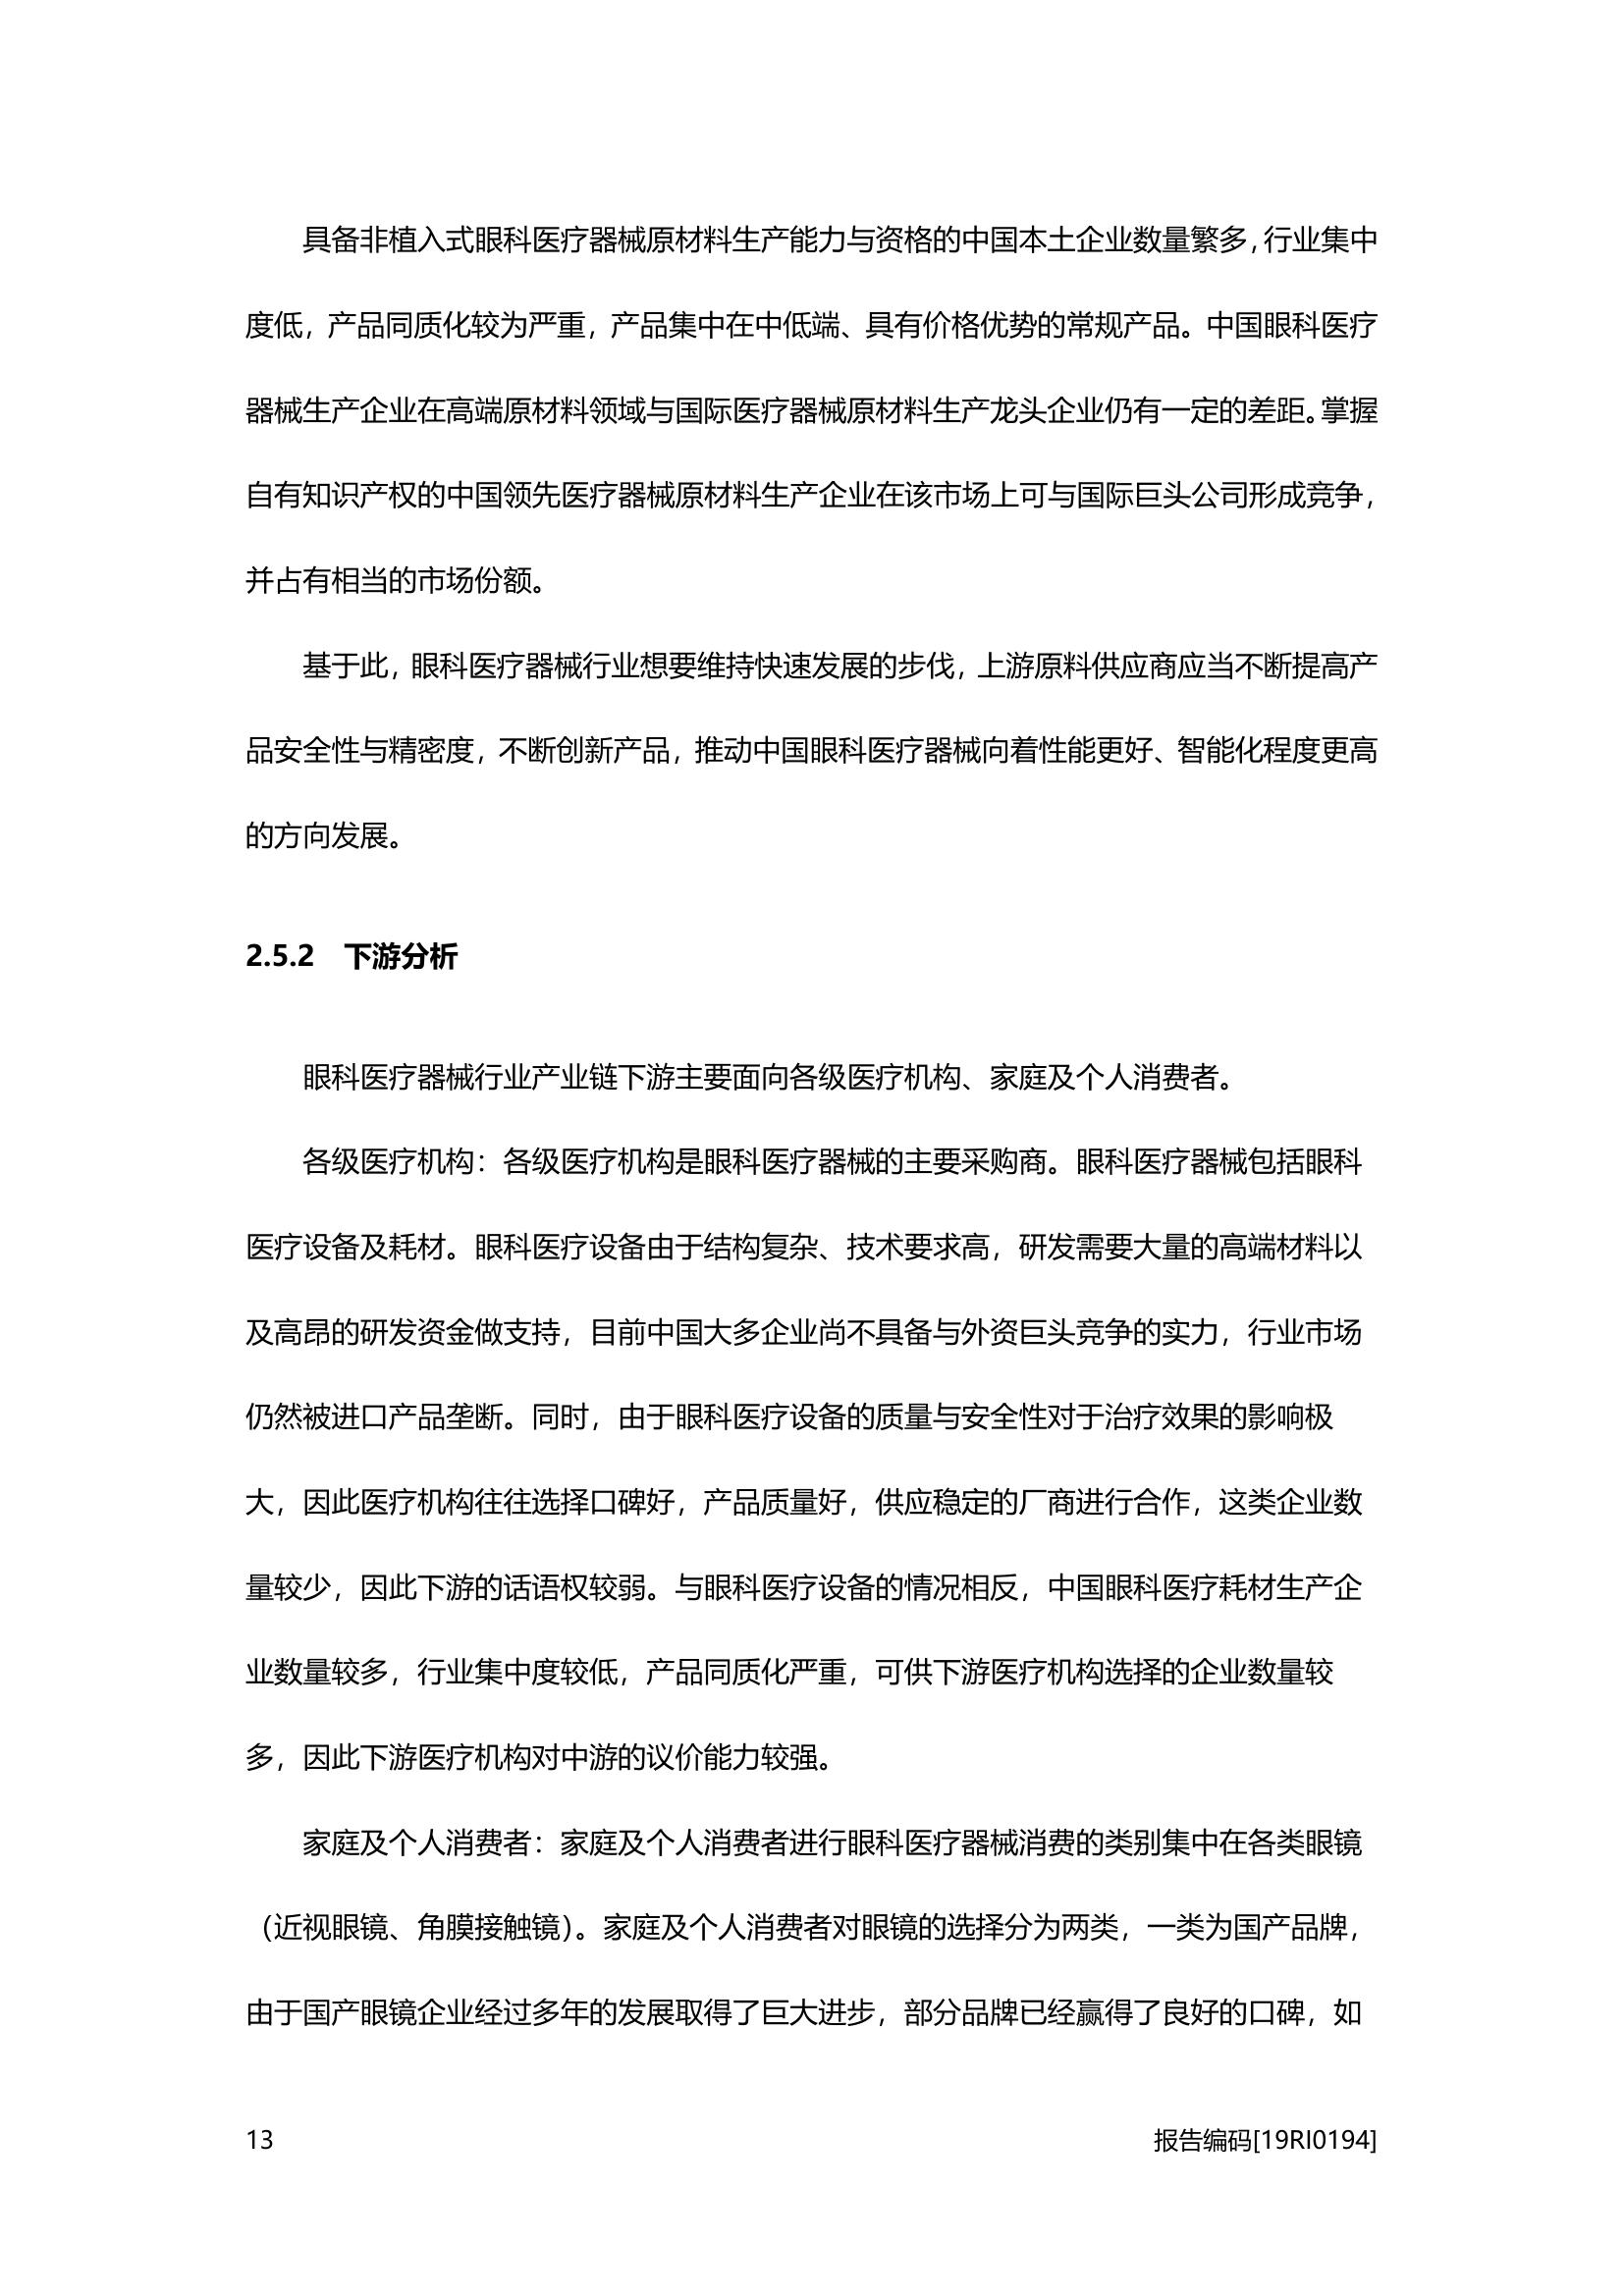 具备非植入式眼科医疗器械原材料生产能力与资格的中国本土企业数量繁多，行业集中
度低，产品同质化较为严重，产品集中在中低端、具有价格优势的常规产品。中国眼科医疗
器械生产企业在高端原材料领域与国际医疗器械原材料生产龙头企业仍有一定的差距。掌握
自有知识产权的中国领先医疗器械原材料生产企业在该市场上可与国际巨头公司形成竞争，
并占有相当的市场份额。
基于此，眼科医疗器械行业想要维持快速发展的步伐，上游原料供应商应当不断提高产
品安全性与精密度，不断创新产品，推动中国眼科医疗器械向着性能更好、智能化程度更高
的方向发展。
2.5.2 下游分析
眼科医疗器械行业产业链下游主要面向各级医疗机构、家庭及个人消费者。
各级医疗机构：各级医疗机构是眼科医疗器械的主要采购商。眼科医疗器械包括眼科
医疗设备及耗材。眼科医疗设备由于结构复杂、技术要求高，研发需要大量的高端材料以
及高昂的研发资金做支持，目前中国大多企业尚不具备与外资巨头竞争的实力，行业市场
仍然被进口产品垄断。同时，由于眼科医疗设备的质量与安全性对于治疗效果的影响极
大，因此医疗机构往往选择口碑好，产品质量好，供应稳定的厂商进行合作，这类企业数
量较少，因此下游的话语权较弱。与眼科医疗设备的情况相反，中国眼科医疗耗材生产企
业数量较多，行业集中度较低，产品同质化严重，可供下游医疗机构选择的企业数量较
多，因此下游医疗机构对中游的议价能力较强。
家庭及个人消费者：家庭及个人消费者进行眼科医疗器械消费的类别集中在各类眼镜
（近视眼镜、角膜接触镜）。家庭及个人消费者对眼镜的选择分为两类，一类为国产品牌，
由于国产眼镜企业经过多年的发展取得了巨大进步，部分品牌已经赢得了良好的口碑，如
13 报告编码[19RI0194]